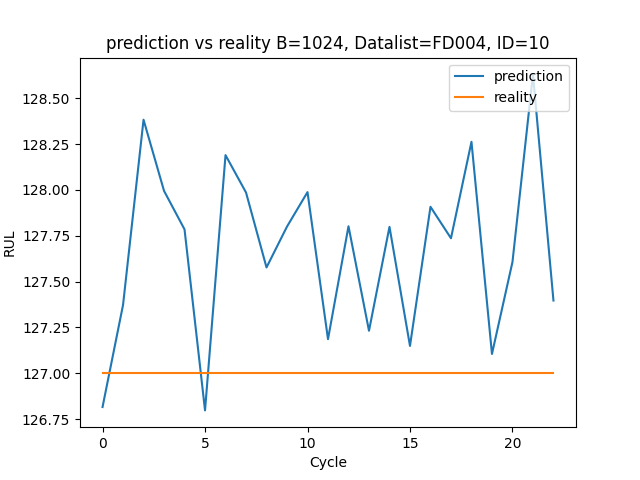 prediction vs reality B=1024, Datalist=FD004, ID=10
prediction
reality
128.50
128.25
128.00
127.75
127.50
127.25
127.00
126.75
RUL
0 5 10 15 20
Cycle